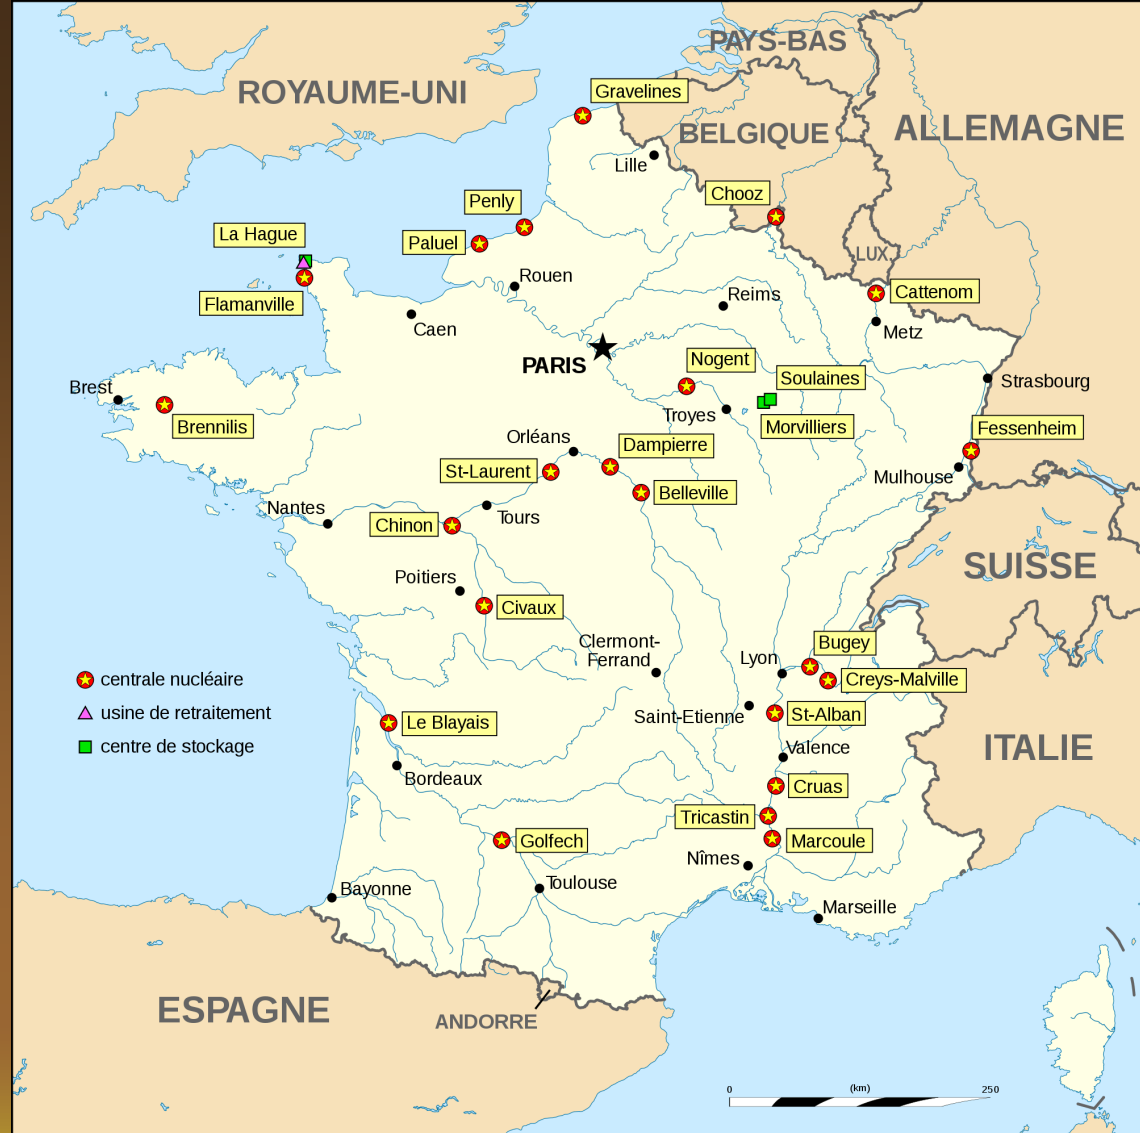 PAYS-BAS
ROYAUME-UNI
Gravelines
BELGIQUE
ALLEMAGNE
Lille
Chooz
Penly
La Hague
Paluel
LUX.
Rouen
Cattenom
Flamanville
Reims
Caen
Metz
PARIS
Nogent
Soulaines
Strasbourg
Brest
Troyes
Brennilis
Morvilliers
Fessenheim
Orléans
Dampierre
St-Laurent
Mulhouse
Belleville
Nantes
Tours
Chinon
SUISSE
Poitiers
Civaux
Clermont-
Ferrand
Bugey
Lyon
centrale nucléaire
Creys-Malville
usine de retraitement
Saint-Etienne
St-Alban
Le Blayais
centre de stockage
Valence
ITALIE
Bordeaux
Cruas
Tricastin
Golfech
Marcoule
Nîmes
Toulouse
Bayonne
Marseille
ESPAGNE
ANDORRE
0 (km) 250